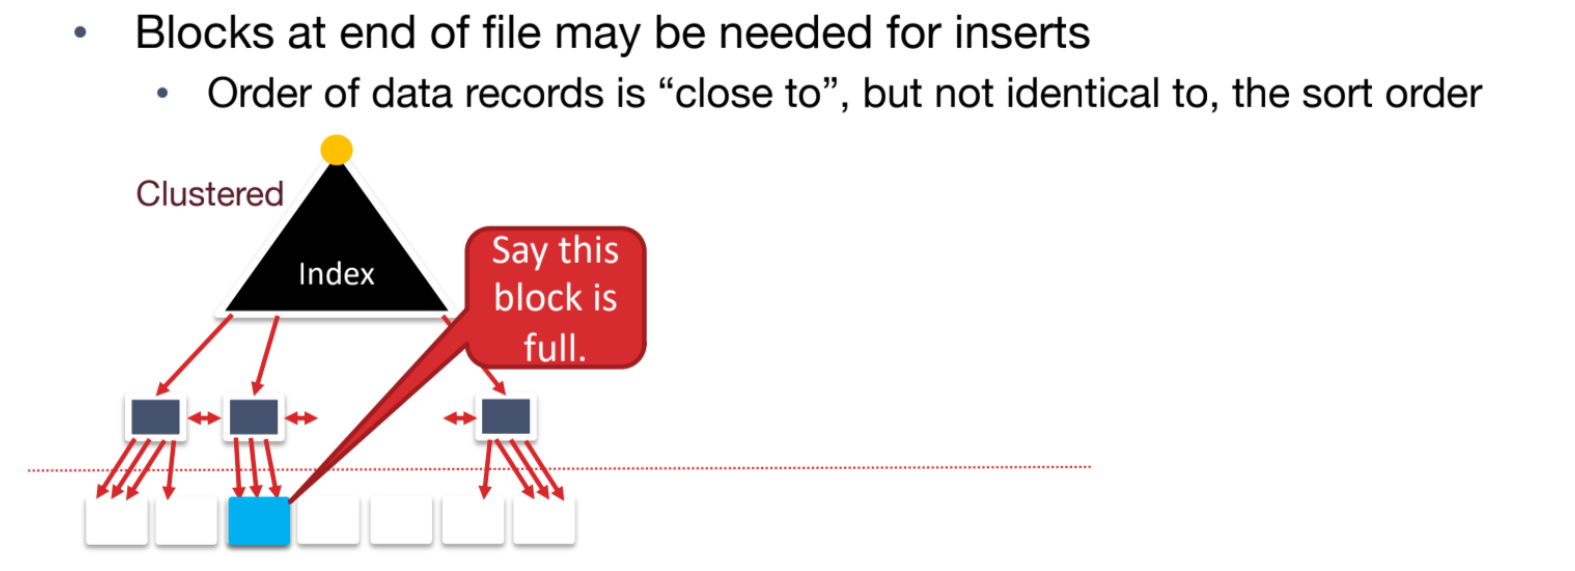 • Blocks at end of file may be needed for inserts
• Order of data records is “close to”, but not identical to, the sort order
Clustered
Index
Say this
block is
full.